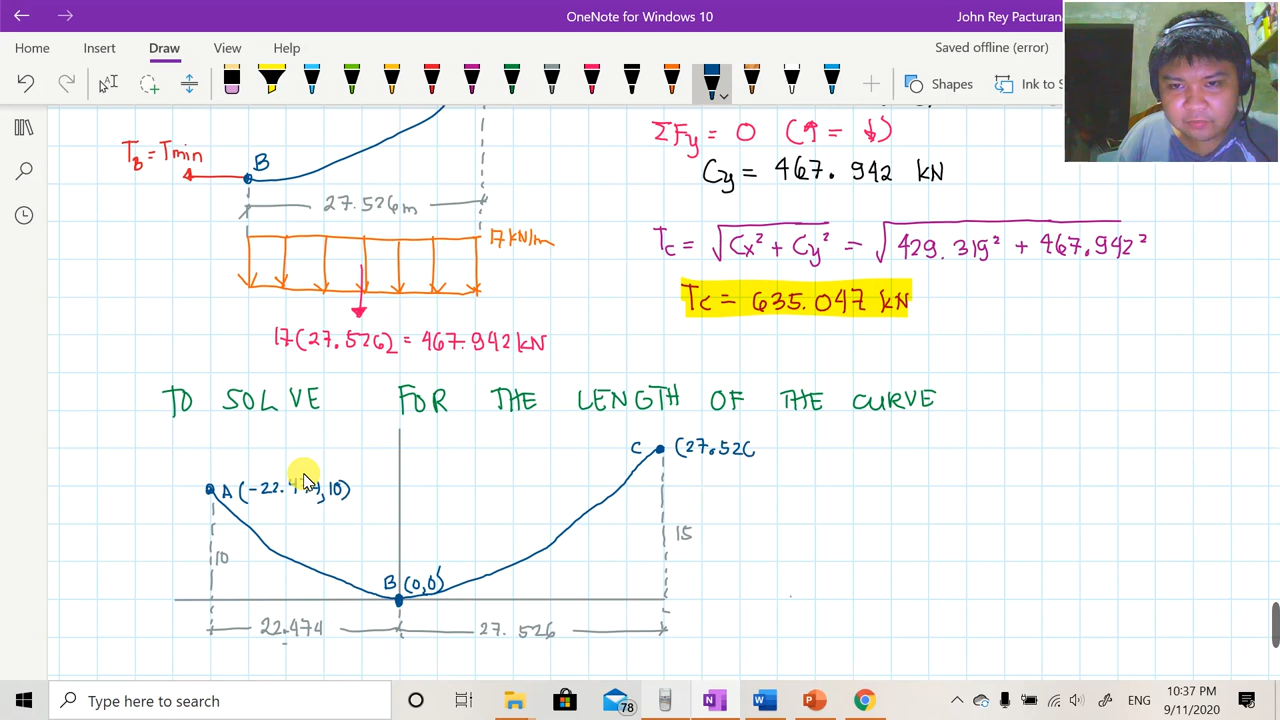 OneNote for Windows 10
John Rey Pacturan
Home Insert Draw View Help
Saved offline (error)
Shapes
Ink to S
ΣFy = 0 (↑ = ↓)
Cy = 467.942 kN
T_B = Tmin
B
27.526m
17 kN/m
Tc = √Cx² + Cy² = √429.319² + 467.942²
Tc = 635.047 kN
17(27.526) = 467.942 kN
TO SOLVE FOR THE LENGTH OF THE CURVE
C (27.526
A (-22.474, 10)
15
10
B (0,0)
22.474
27.526
Type here to search
78
ENG
10:37 PM
9/11/2020